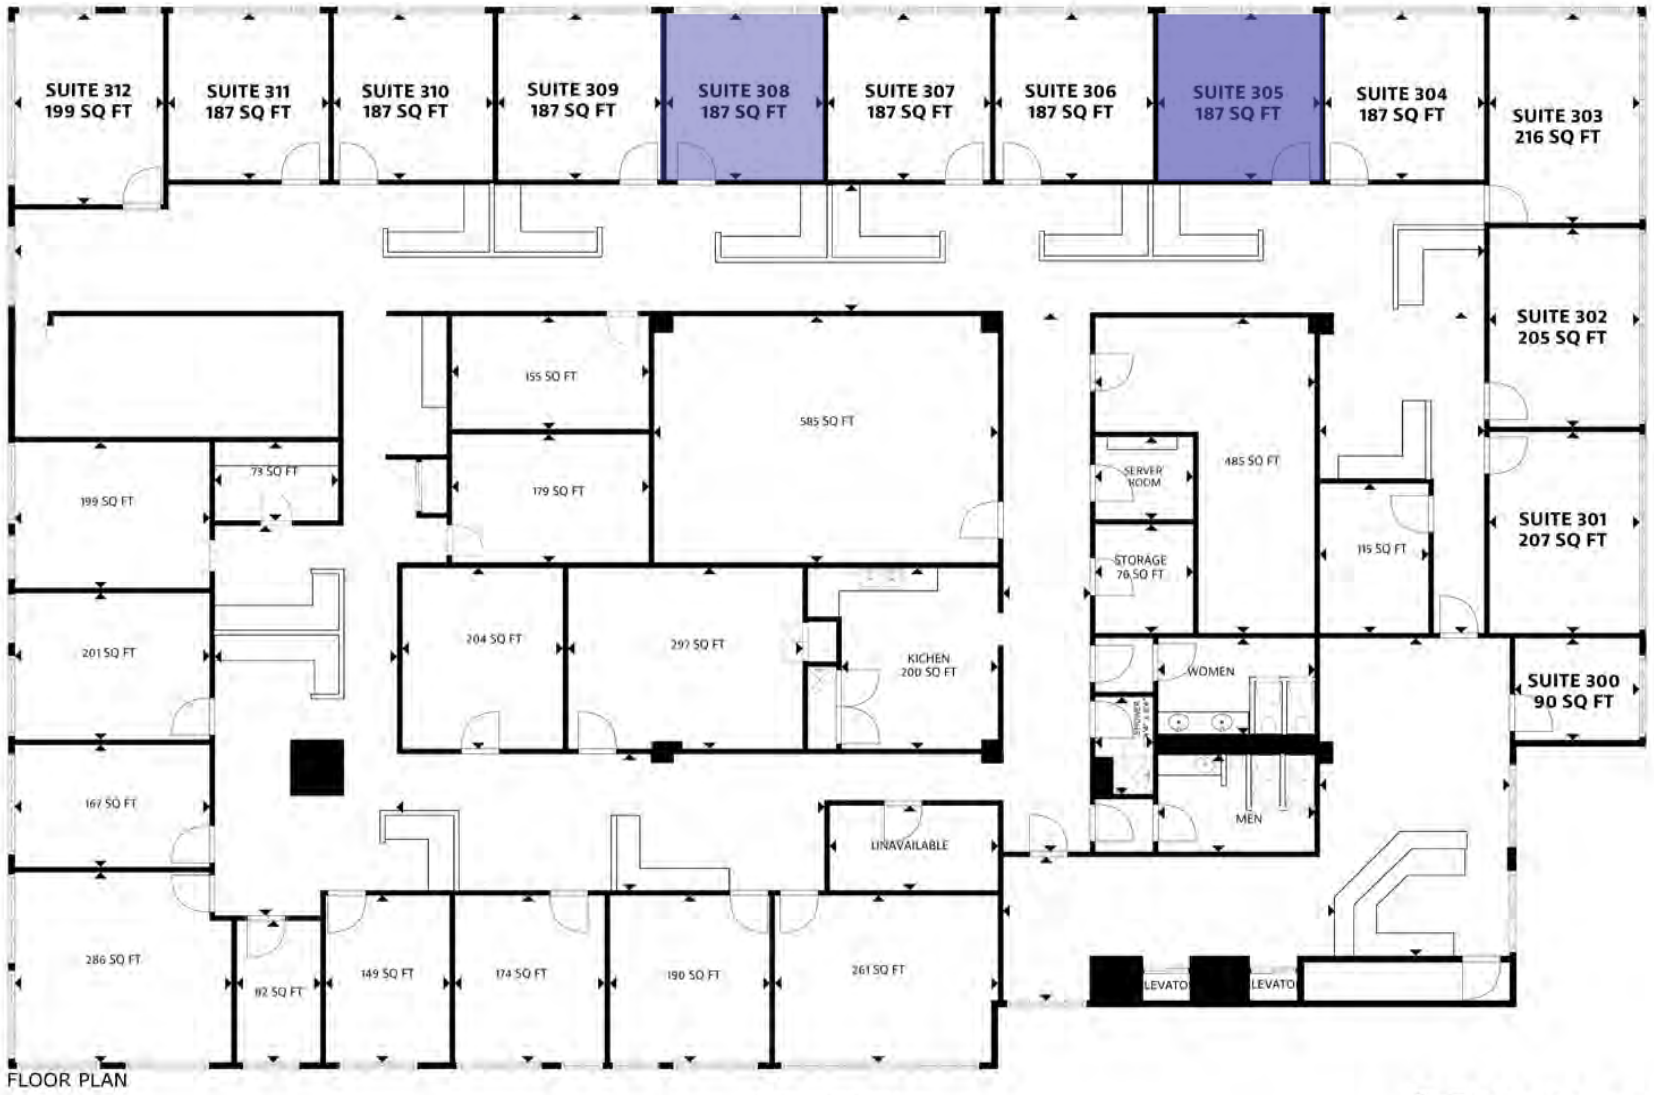 SUITE 312
199 SQ FT
SUITE 311
187 SQ FT
SUITE 310
187 SQ FT
SUITE 309
187 SQ FT
SUITE 308
187 SQ FT
SUITE 307
187 SQ FT
SUITE 306
187 SQ FT
SUITE 305
187 SQ FT
SUITE 304
187 SQ FT
SUITE 303
216 SQ FT
SUITE 302
205 SQ FT
155 SQ FT
585 SQ FT
485 SQ FT
73 SQ FT
199 SQ FT
179 SQ FT
SERVER
ROOM
SUITE 301
207 SQ FT
115 SQ FT
STORAGE
76 SQ FT
204 SQ FT
297 SQ FT
201 SQ FT
KICHEN
200 SQ FT
WOMEN
SUITE 300
90 SQ FT
SHOWER
167 SQ FT
MEN
UNAVAILABLE
286 SQ FT
SQ FT
149 SQ FT
174 SQ FT
190 SQ FT
261 SQ FT
LEVATO
LEVATO
FLOOR PLAN